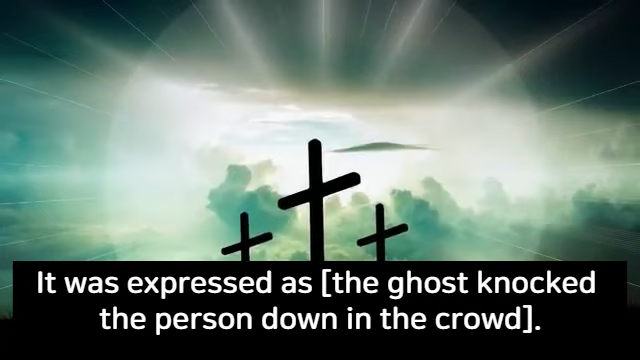 It was expressed as [the ghost knocked
the person down in the crowd].